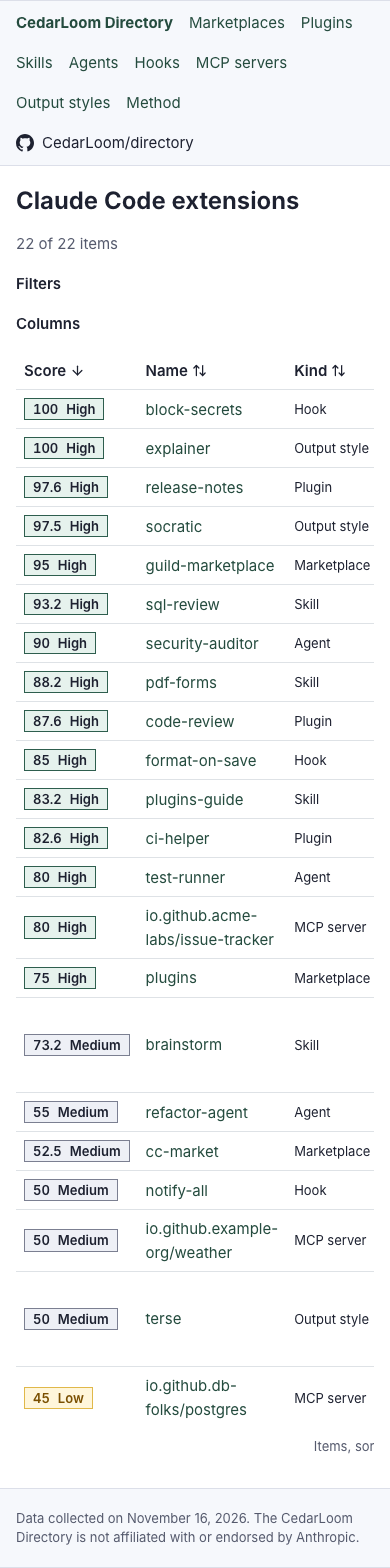 CedarLoom Directory Marketplaces Plugins
Skills Agents Hooks MCP servers
Output styles Method
CedarLoom/directory
Claude Code extensions
22 of 22 items
Filters
Columns
Score ↓ Name ↑↓ Kind ↑↓
100 High block-secrets Hook
100 High explainer Output style
97.6 High release-notes Plugin
97.5 High socratic Output style
95 High guild-marketplace Marketplace
93.2 High sql-review Skill
90 High security-auditor Agent
88.2 High pdf-forms Skill
87.6 High code-review Plugin
85 High format-on-save Hook
83.2 High plugins-guide Skill
82.6 High ci-helper Plugin
80 High test-runner Agent
80 High io.github.acme-
labs/issue-tracker MCP server
75 High plugins Marketplace
73.2 Medium brainstorm Skill
55 Medium refactor-agent Agent
52.5 Medium cc-market Marketplace
50 Medium notify-all Hook
50 Medium io.github.example-
org/weather MCP server
50 Medium terse Output style
45 Low io.github.db-
folks/postgres MCP server
Items, sor
Data collected on November 16, 2026. The CedarLoom
Directory is not affiliated with or endorsed by Anthropic.